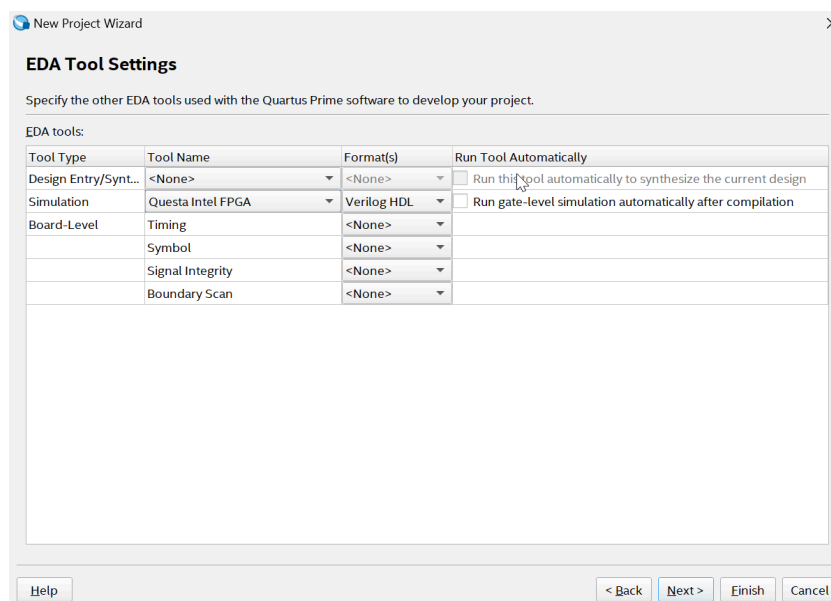 New Project Wizard
EDA Tool Settings
Specify the other EDA tools used with the Quartus Prime software to develop your project.
EDA tools:
Tool Type Tool Name Format(s) Run Tool Automatically
Design Entry/Synt... <None> <None> Run this tool automatically to synthesize the current design
Simulation Questa Intel FPGA Verilog HDL Run gate-level simulation automatically after compilation
Board-Level Timing <None>
Symbol <None>
Signal Integrity <None>
Boundary Scan <None>
Help < Back Next > Finish Cancel